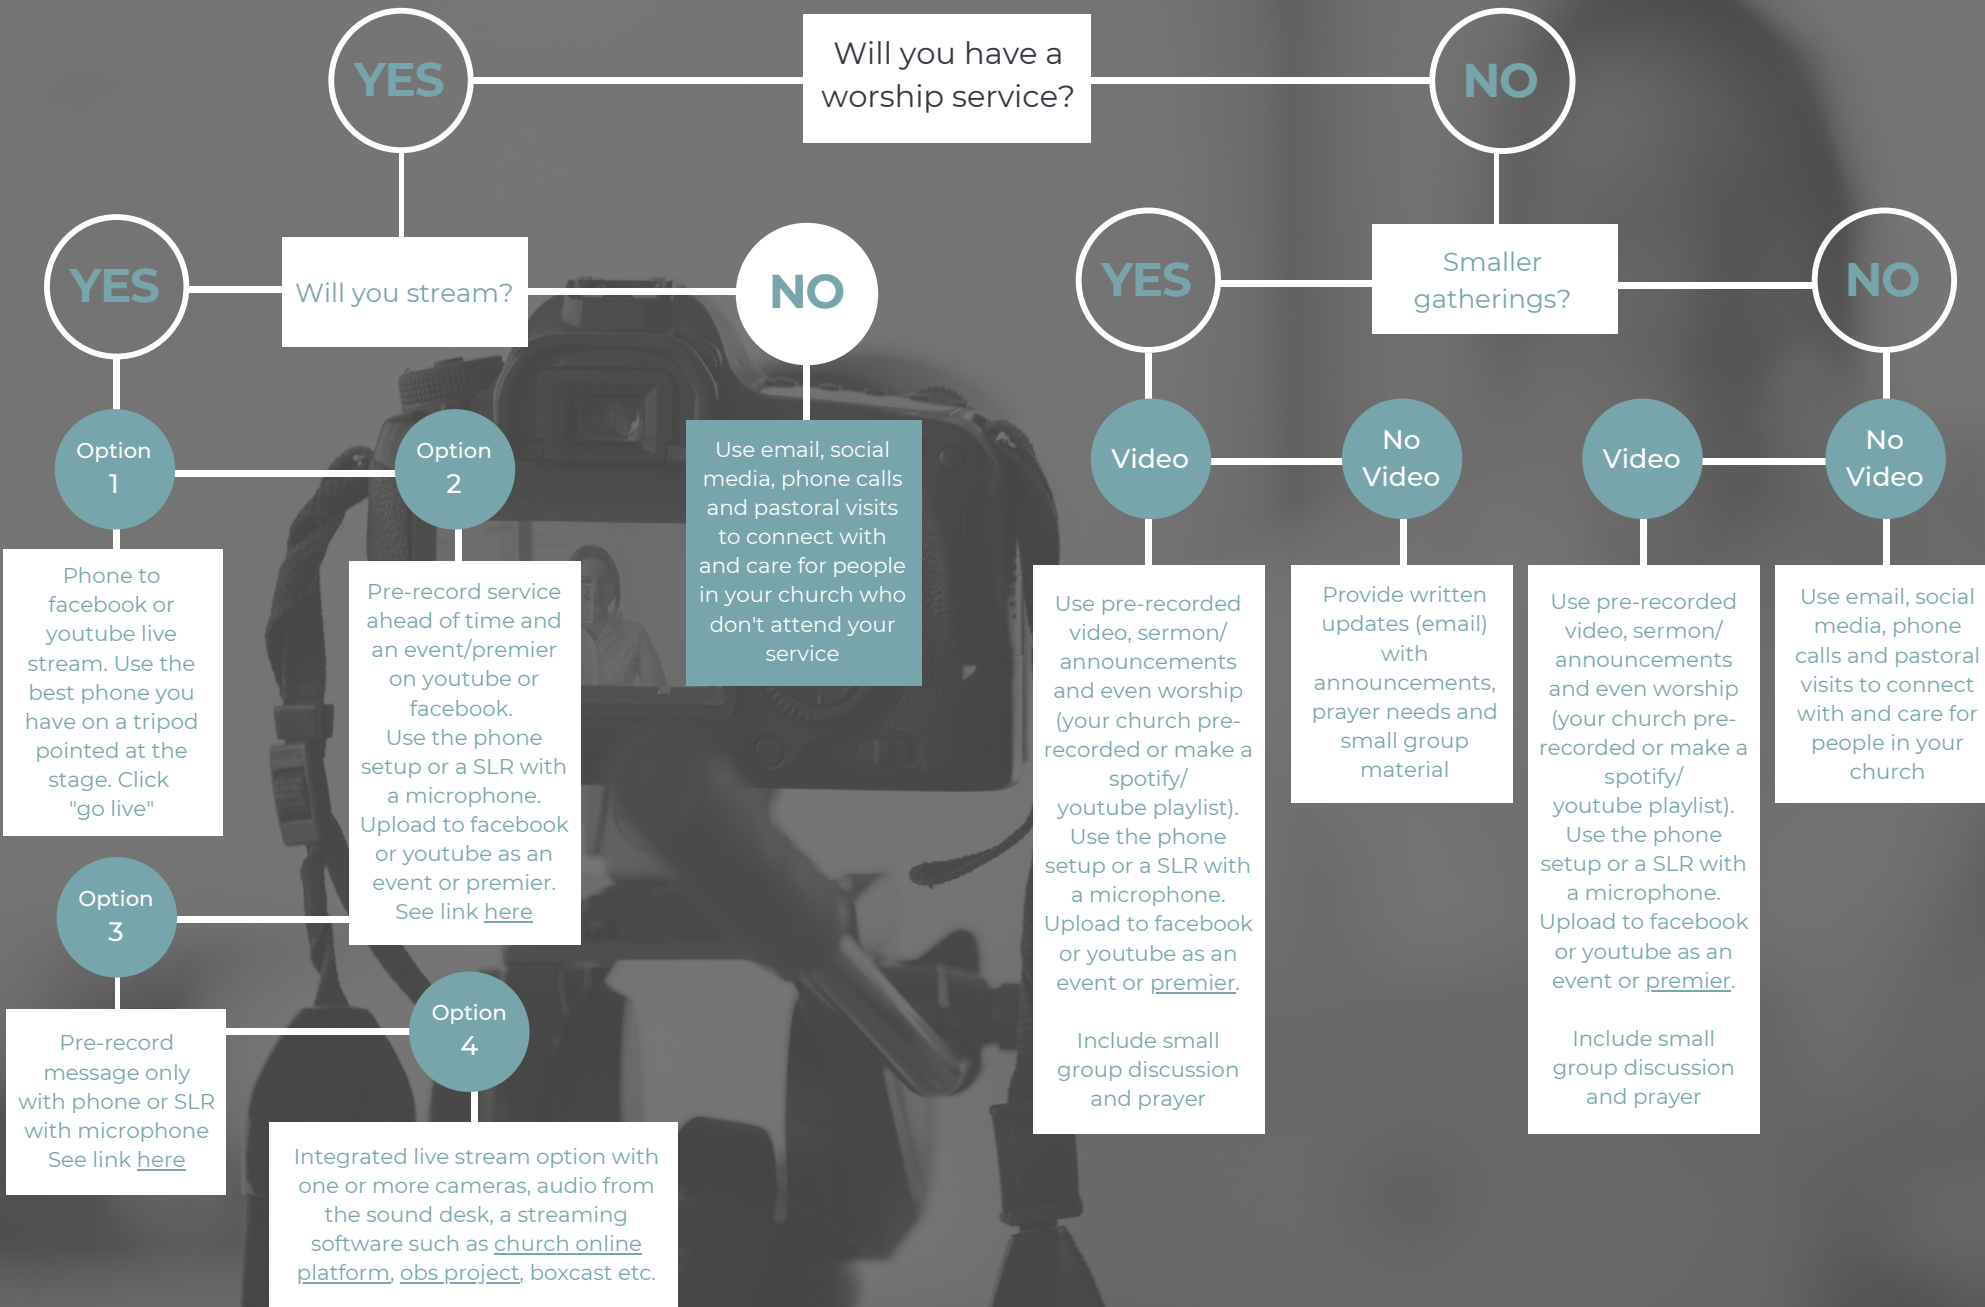 Will you have a
worship service?
YES
NO
Will you stream?
YES
NO
Smaller
gatherings?
YES
NO
Option
1
Option
2
Use email, social
media, phone calls
and pastoral visits
to connect with
and care for people
in your church who
don't attend your
service
Video
No
Video
Video
No
Video
Phone to
facebook or
youtube live
stream. Use the
best phone you
have on a tripod
pointed at the
stage. Click
"go live"
Pre-record service
ahead of time and
an event/premier
on youtube or
facebook.
Use the phone
setup or a SLR with
a microphone.
Upload to facebook
or youtube as an
event or premier.
See link here
Use pre-recorded
video, sermon/
announcements
and even worship
(your church pre-
recorded or make a
spotify/
youtube playlist).
Use the phone
setup or a SLR with
a microphone.
Upload to facebook
or youtube as an
event or premier.
Include small
group discussion
and prayer
Provide written
updates (email)
with
announcements,
prayer needs and
small group
material
Use pre-recorded
video, sermon/
announcements
and even worship
(your church pre-
recorded or make a
spotify/
youtube playlist).
Use the phone
setup or a SLR with
a microphone.
Upload to facebook
or youtube as an
event or premier.
Include small
group discussion
and prayer
Use email, social
media, phone
calls and pastoral
visits to connect
with and care for
people in your
church
Option
3
Pre-record
message only
with phone or SLR
with microphone
See link here
Option
4
Integrated live stream option with
one or more cameras, audio from
the sound desk, a streaming
software such as church online
platform, obs project, boxcast etc.